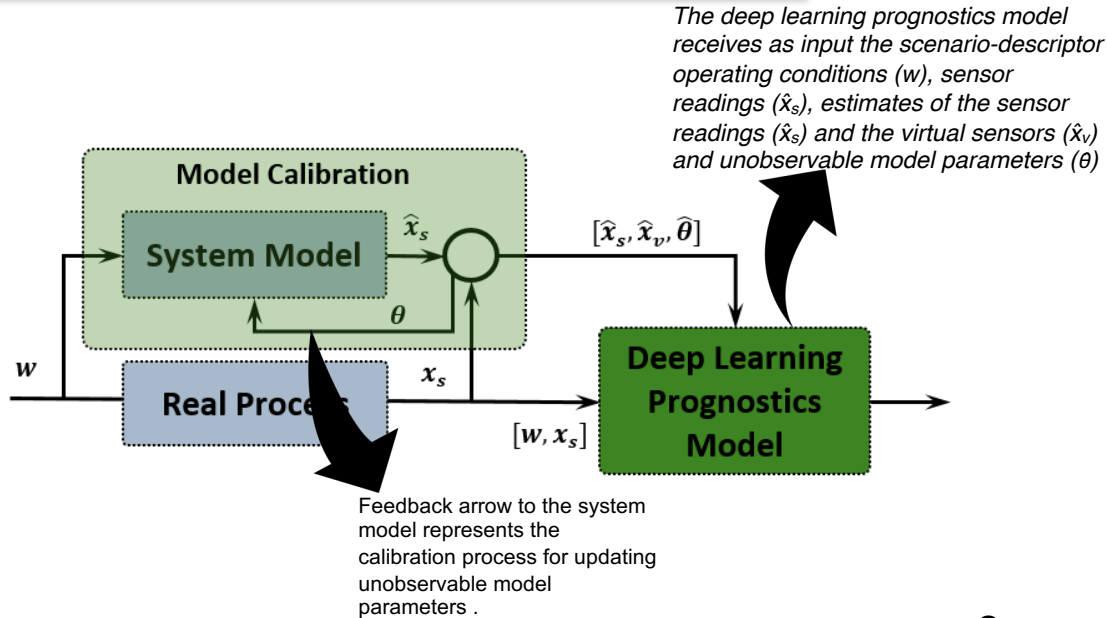 The deep learning prognostics model
receives as input the scenario-descriptor
operating conditions (w), sensor
readings (x̂ₛ), estimates of the sensor
readings (x̂ₛ) and the virtual sensors (x̂ᵥ)
and unobservable model parameters (θ)
Model Calibration
System Model
x̂ₛ
[x̂ₛ, x̂ᵥ, θ̂]
θ
w
Real Process
xₛ
[w, xₛ]
Deep Learning
Prognostics
Model
Feedback arrow to the system
model represents the
calibration process for updating
unobservable model
parameters .